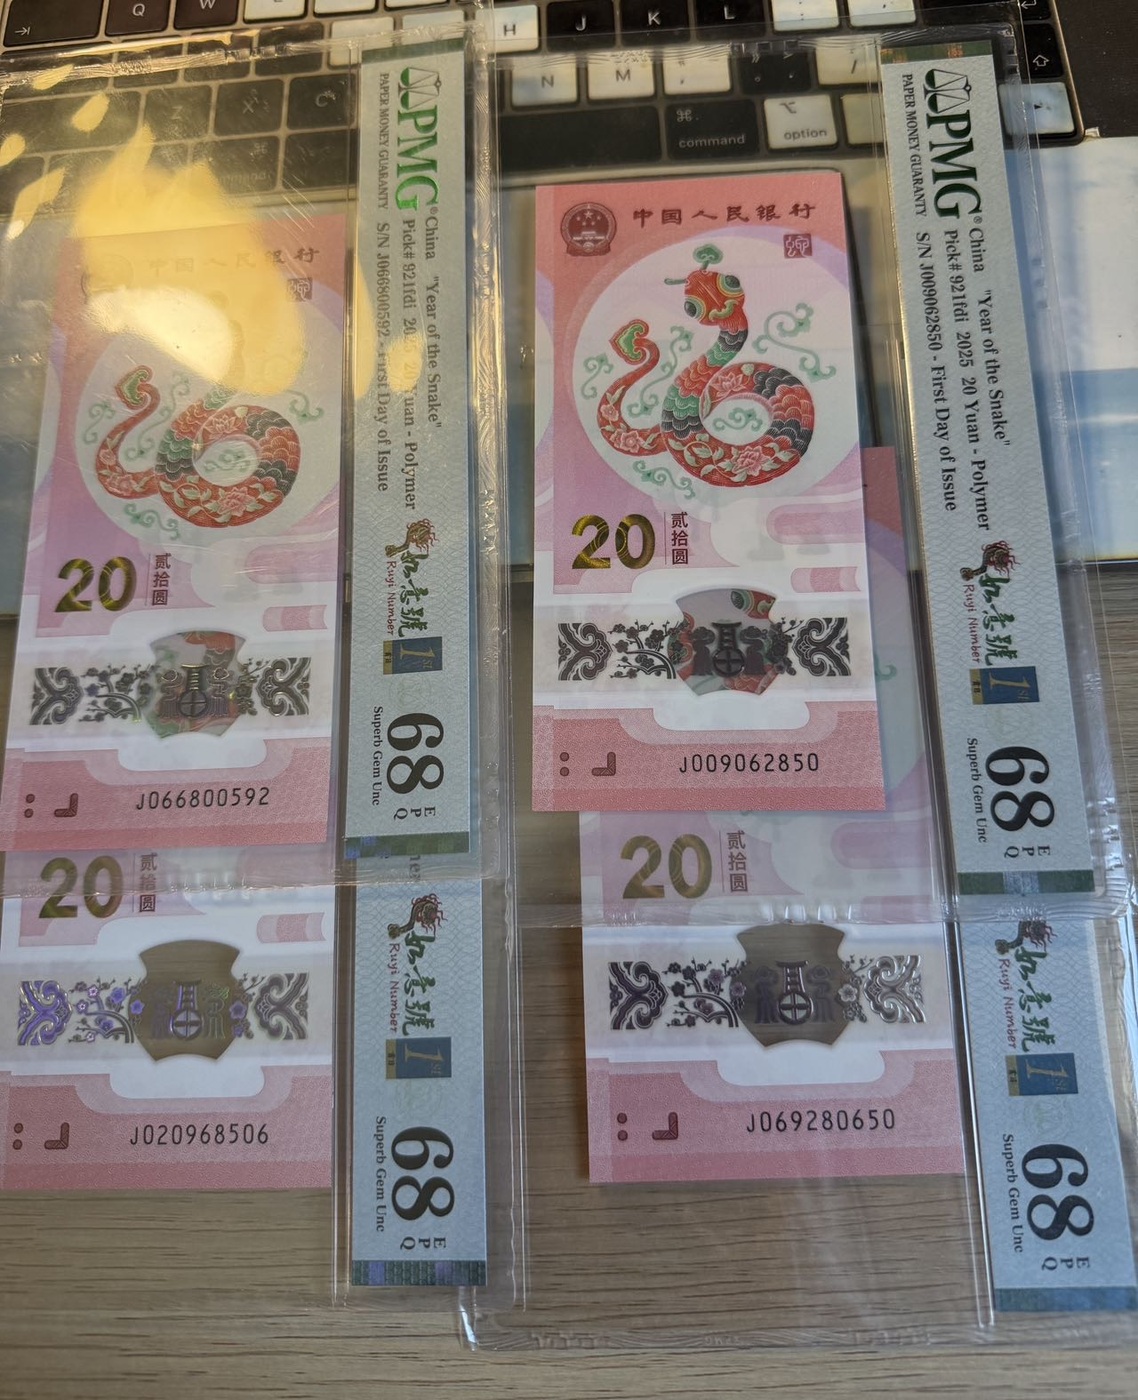 Q
W
H
J
K
L
N
M
⌘
command
⌥
option
中国人民银行
20
贰拾圆
J066800592
PMG®
PAPER MONEY GUARANTY
China "Year of the Snake"
Pick# 921fdi 20 Yuan - Polymer
S/N J066800592 - First Day of Issue
如意號
Ruyi Number
1st
68 EPQ
Superb Gem Unc
中国人民银行
20
贰拾圆
J009062850
PMG®
PAPER MONEY GUARANTY
China "Year of the Snake"
Pick# 921fdi 2025 20 Yuan - Polymer
S/N J009062850 - First Day of Issue
如意號
Ruyi Number
1st
68 EPQ
Superb Gem Unc
20
贰拾圆
J020968506
如意號
Ruyi Number
1st
68 EPQ
Superb Gem Unc
20
贰拾圆
J069280650
如意號
Ruyi Number
1st
68 EPQ
Superb Gem Unc